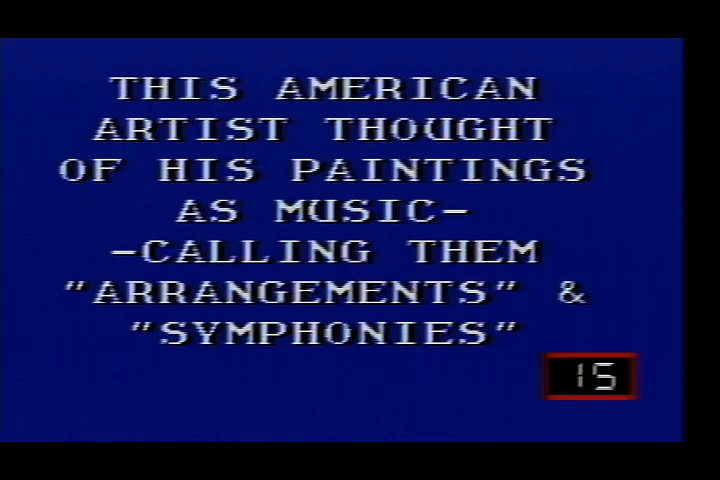 THIS AMERICAN
ARTIST THOUGHT
OF HIS PAINTINGS
AS MUSIC-
-CALLING THEM
"ARRANGEMENTS" &
"SYMPHONIES"
15